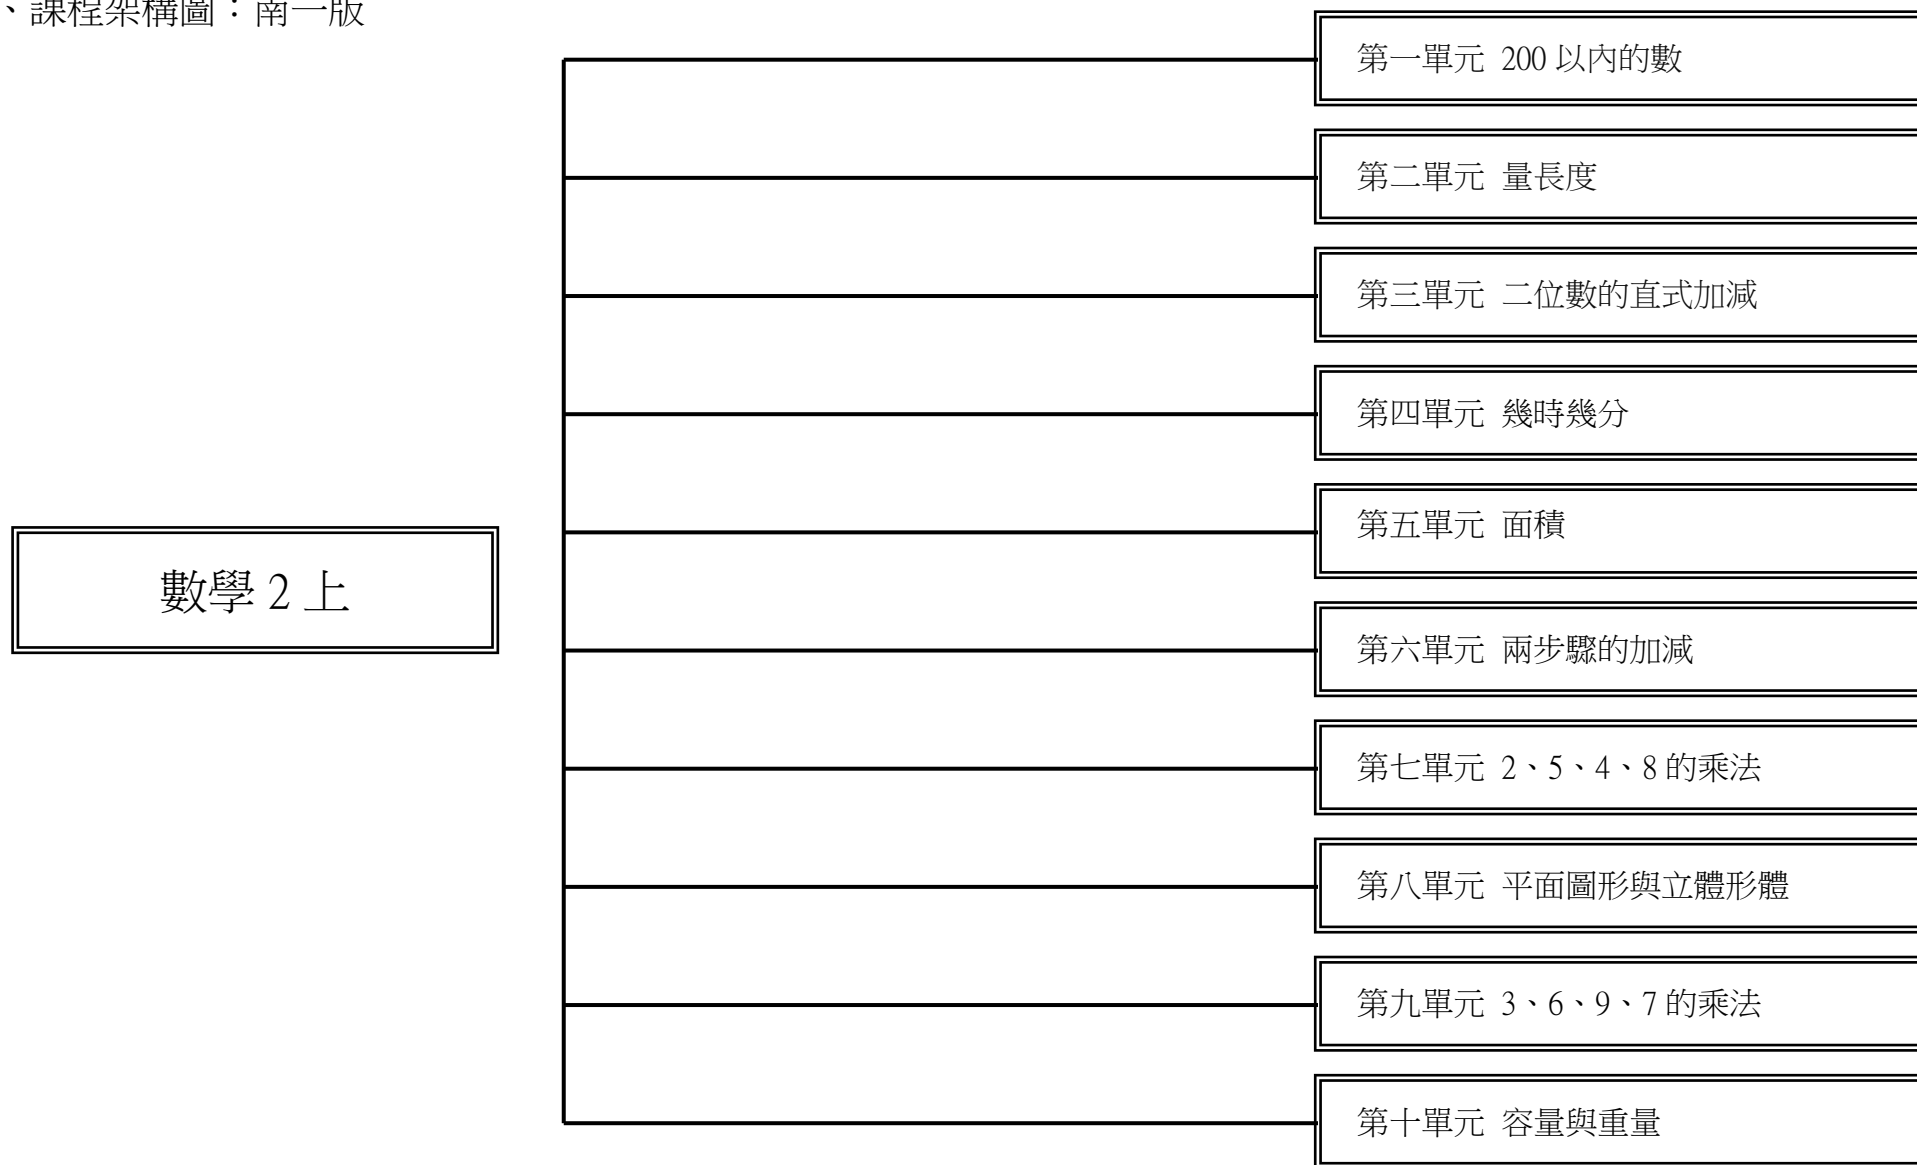 、課程架構圖：南一版
第一單元 200 以內的數
第二單元 量長度
第三單元 二位數的直式加減
第四單元 幾時幾分
第五單元 面積
數學 2 上
第六單元 兩步驟的加減
第七單元 2、5、4、8 的乘法
第八單元 平面圖形與立體形體
第九單元 3、6、9、7 的乘法
第十單元 容量與重量